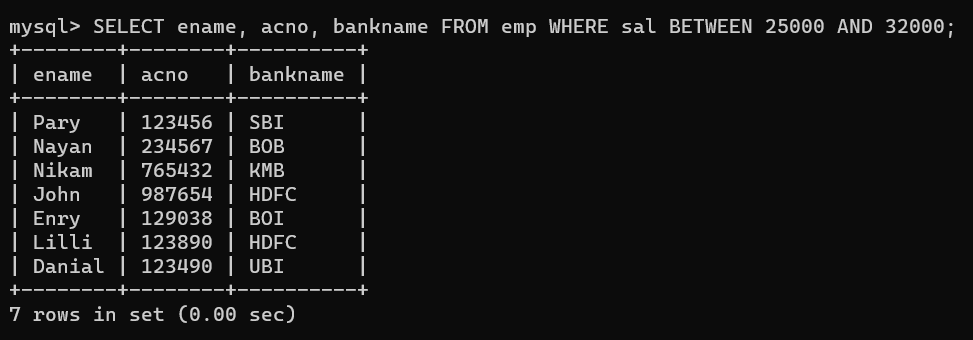 mysql> SELECT ename, acno, bankname FROM emp WHERE sal BETWEEN 25000 AND 32000;
+--------+--------+----------+
| ename  | acno   | bankname |
+--------+--------+----------+
| Pary   | 123456 | SBI      |
| Nayan  | 234567 | BOB      |
| Nikam  | 765432 | KMB      |
| John   | 987654 | HDFC     |
| Enry   | 129038 | BOI      |
| Lilli  | 123890 | HDFC     |
| Danial | 123490 | UBI      |
+--------+--------+----------+
7 rows in set (0.00 sec)